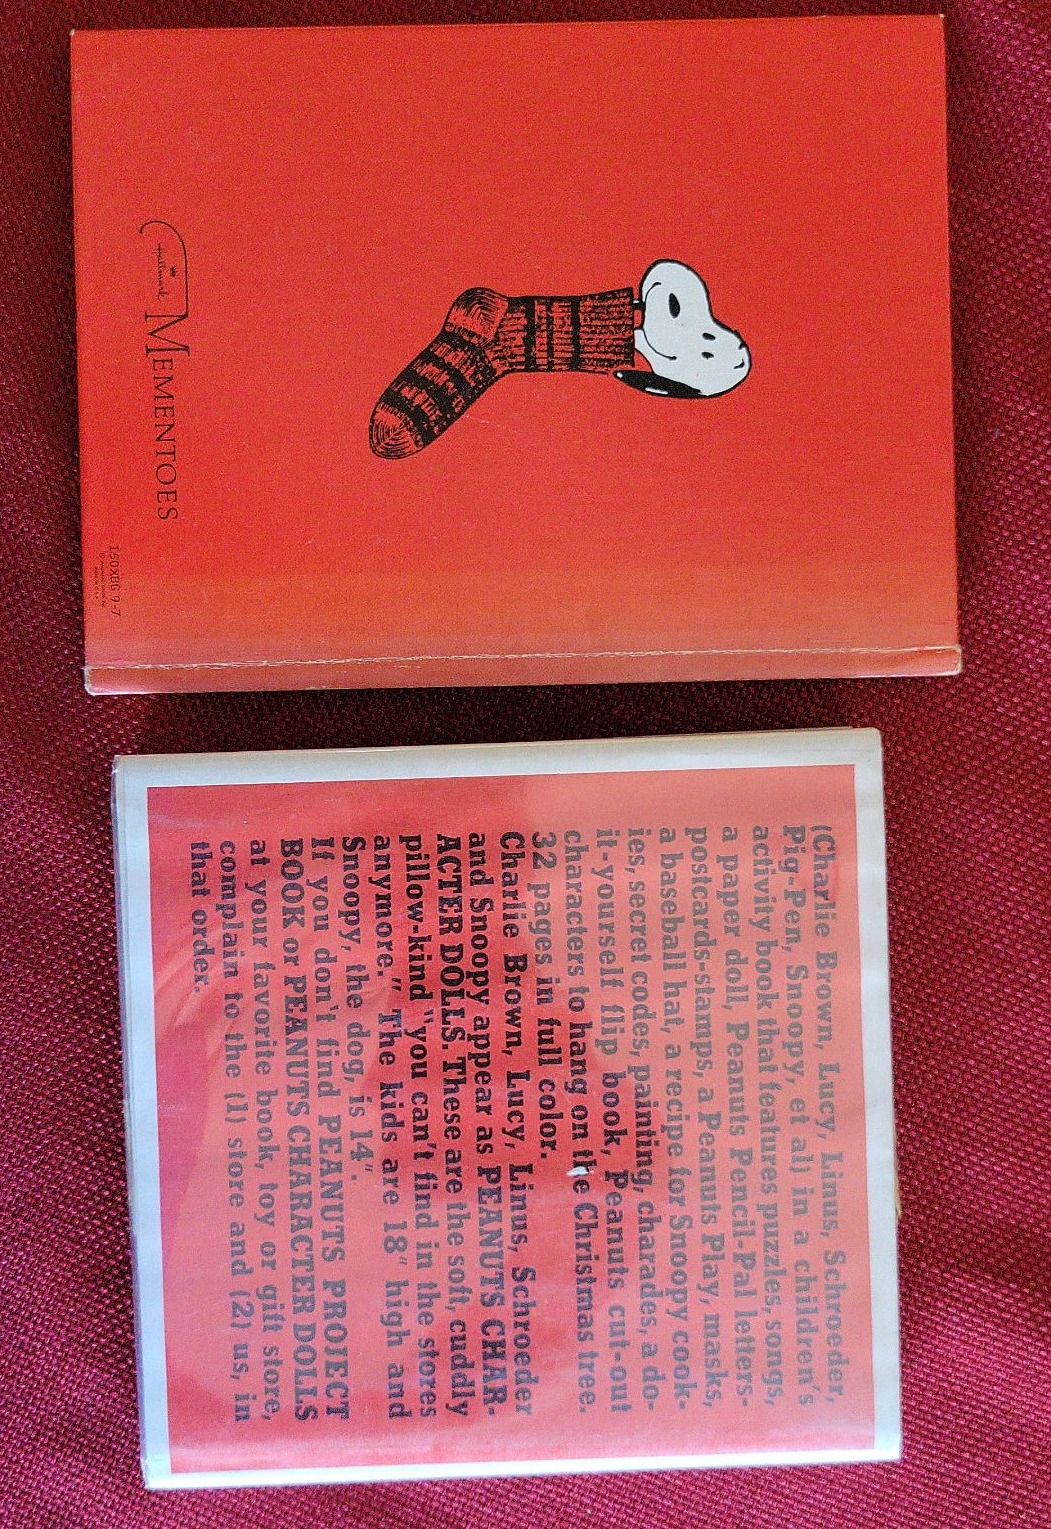 Hallmark
MEMENTOES
150XBG 9-7
(Charlie Brown, Lucy, Linus, Schroeder,
Pig-Pen, Snoopy, et al) in a children's
activity book that features puzzles, songs,
a paper doll, Peanuts Pencil-Pal letters-
postcards-stamps, a Peanuts Play, masks,
a baseball hat, a recipe for Snoopy cook-
ies, secret codes, painting, charades, a do-
it-yourself flip book, Peanuts cut-out
characters to hang on the Christmas tree.
32 pages in full color.
Charlie Brown, Lucy, Linus, Schroeder
and Snoopy appear as PEANUTS CHAR-
ACTER DOLLS. These are the soft, cuddly
pillow-kind "you can't find in the stores
anymore." The kids are 18" high and
Snoopy, the dog, is 14".
If you don't find PEANUTS PROJECT
BOOK or PEANUTS CHARACTER DOLLS
at your favorite book, toy or gift store,
complain to the (1) store and (2) us, in
that order.